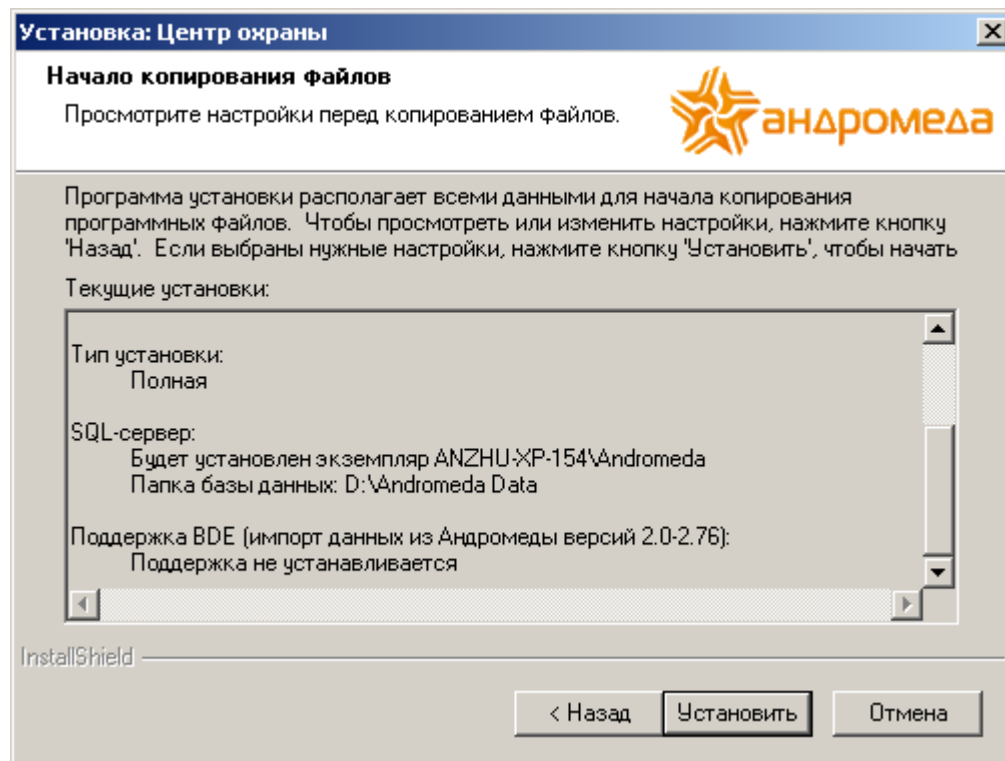 Установка: Центр охраны
Начало копирования файлов
Просмотрите настройки перед копированием файлов.
андромеда
Программа установки располагает всеми данными для начала копирования
программных файлов. Чтобы просмотреть или изменить настройки, нажмите кнопку
'Назад'. Если выбраны нужные настройки, нажмите кнопку 'Установить', чтобы начать
Текущие установки:
Тип установки:
Полная
SQL-сервер:
Будет установлен экземпляр ANZHU-XP-154\Andromeda
Папка базы данных: D:\Andromeda Data
Поддержка BDE (импорт данных из Андромеды версий 2.0-2.76):
Поддержка не устанавливается
InstallShield
< Назад
Установить
Отмена